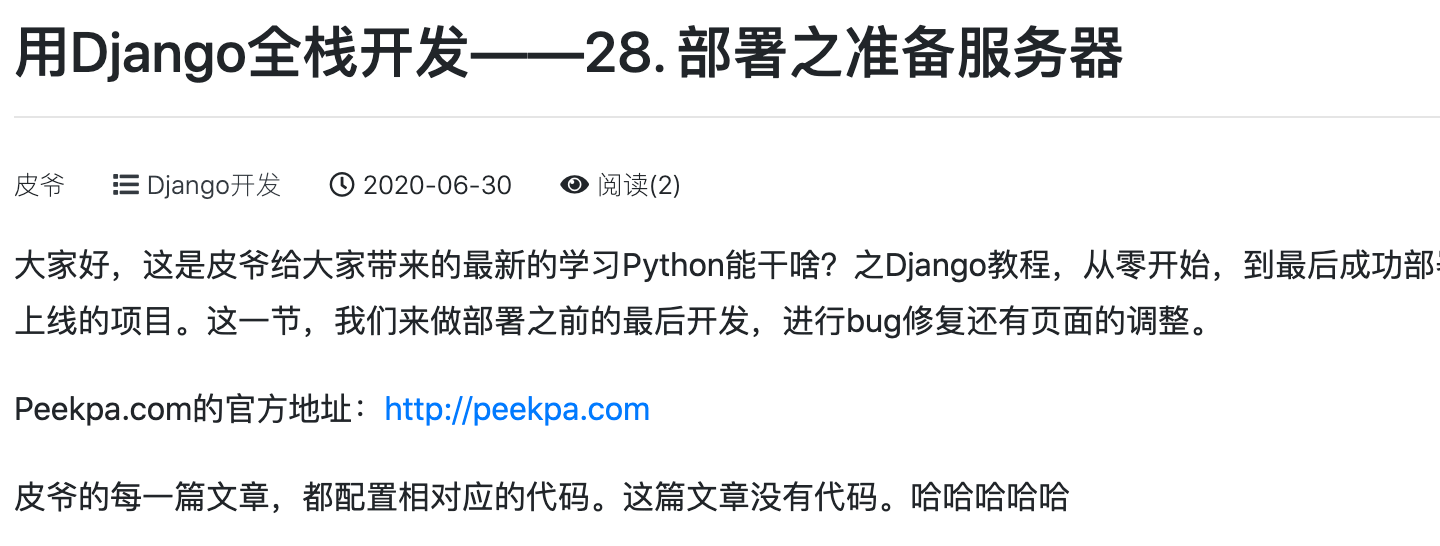 用Django全栈开发——28. 部署之准备服务器
皮爷 Django开发 2020-06-30 阅读(2)
大家好，这是皮爷给大家带来的最新的学习Python能干啥？之Django教程，从零开始，到最后成功部
上线的项目。这一节，我们来做部署之前的最后开发，进行bug修复还有页面的调整。
Peekpa.com的官方地址：http://peekpa.com
皮爷的每一篇文章，都配置相对应的代码。这篇文章没有代码。哈哈哈哈哈